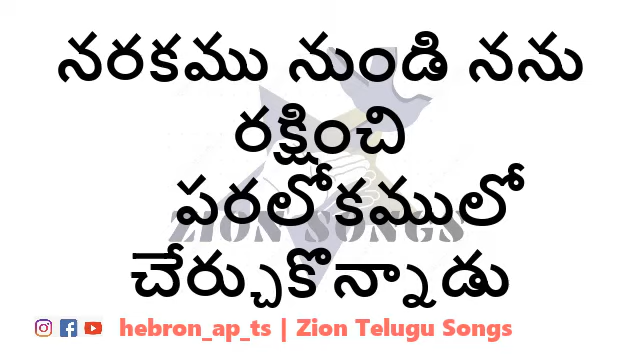 నరకము నుండి నను
రక్షించి
పరలోకములో
ZION SONGS
చేర్చుకొన్నాడు
hebron_ap_ts | Zion Telugu Songs